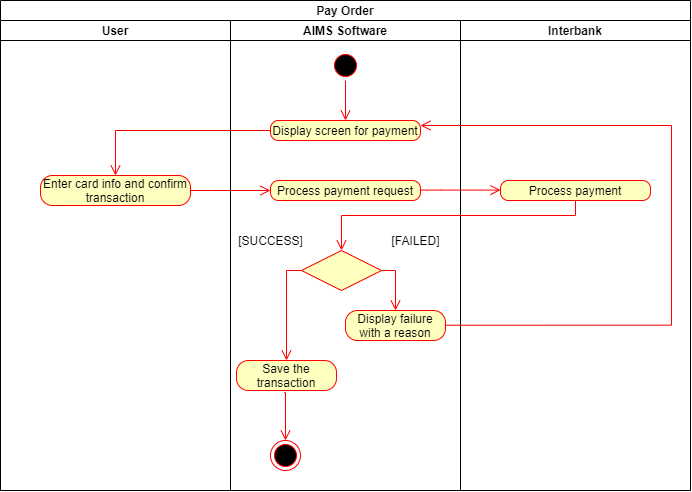 Pay Order
User
AIMS Software
Interbank
Display screen for payment
Enter card info and confirm
transaction
Process payment request
Process payment
[SUCCESS]
[FAILED]
Display failure
with a reason
Save the
transaction